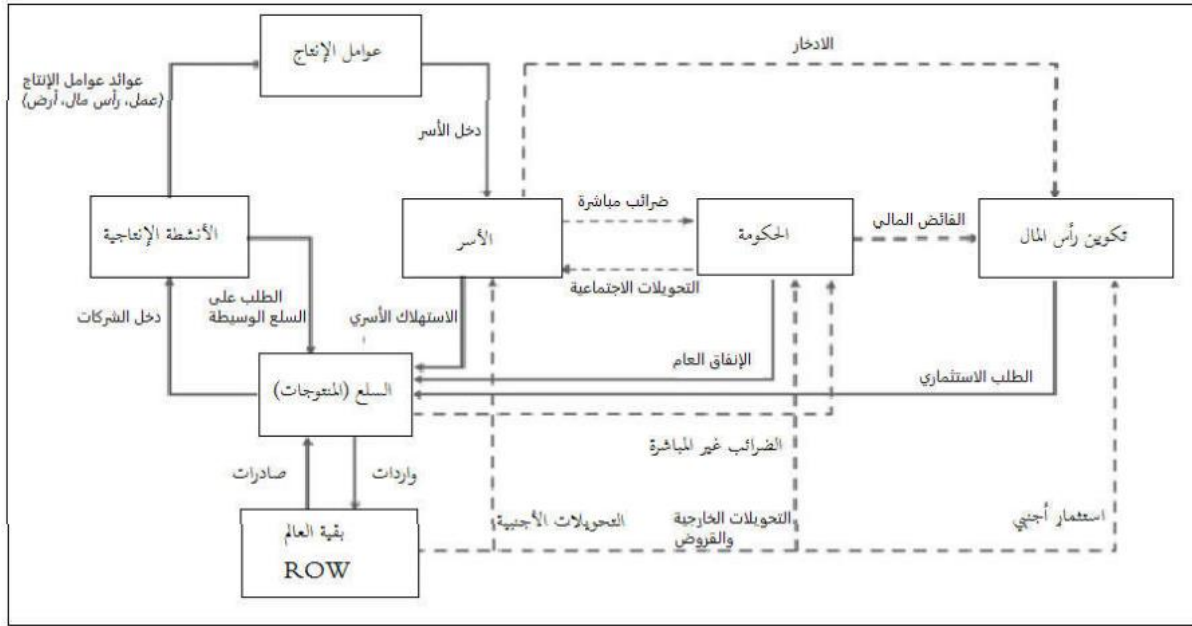 عوامل الإنتاج
الادخار
عوائد عوامل الإنتاج
(عمل، رأس مال، أرض)
دخل الأسر
الأنشطة الإنتاجية
الأسر
ضرائب مباشرة
الحكومة
الفائض المالي
تكوين رأس المال
التحويلات الاجتماعية
دخل الشركات
الطلب على
السلع الوسيطة
الاستهلاك الأسري
الإنفاق العام
الطلب الاستثماري
السلع (المنتوجات)
الضرائب غير المباشرة
صادرات
واردات
بقية العالم
ROW
التحويلات الأجنبية
التحويلات الخارجية
والقروض
استثمار أجنبي